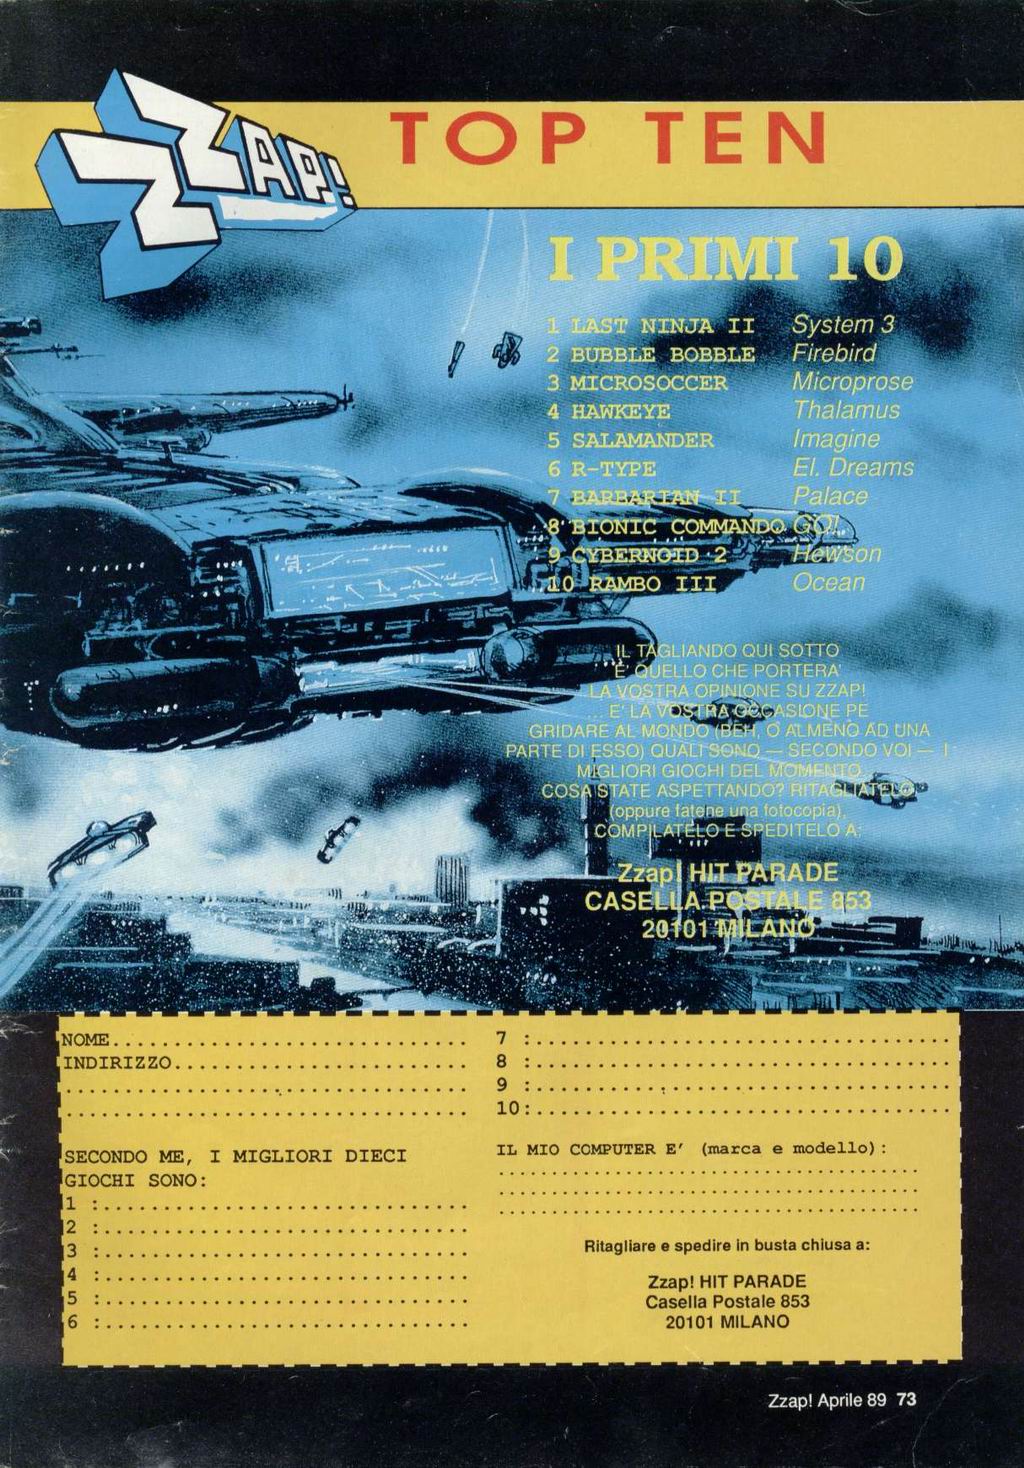 ZZAP!
TOP TEN
I PRIMI 10
1 LAST NINJA II System 3
2 BUBBLE BOBBLE Firebird
3 MICROSOCCER Microprose
4 HAWKEYE Thalamus
5 SALAMANDER Imagine
6 R-TYPE El. Dreams
7 BARBARIAN II Palace
8 BIONIC COMMANDO GO!
9 CYBERNOID 2 Hewson
10 RAMBO III Ocean
IL TAGLIANDO QUI SOTTO
E' QUELLO CHE PORTERA'
LA VOSTRA OPINIONE SU ZZAP!
... E' LA VOSTRA OCCASIONE PE
GRIDARE AL MONDO (BEH, O ALMENO AD UNA
PARTE DI ESSO) QUALI SONO — SECONDO VOI — I
MIGLIORI GIOCHI DEL MOMENTO.
COSA STATE ASPETTANDO? RITAGLIATELO
(oppure fatene una fotocopia),
COMPILATELO E SPEDITELO A:
Zzap! HIT PARADE
CASELLA POSTALE 853
20101 MILANO
NOME..............................
INDIRIZZO.........................
SECONDO ME, I MIGLIORI DIECI
GIOCHI SONO:
1 :...............................
2 :...............................
3 :...............................
4 :...............................
5 :...............................
6 :...............................
7 :...................................
8 :...................................
9 :...................................
10:...................................
IL MIO COMPUTER E' (marca e modello):
Ritagliare e spedire in busta chiusa a:
Zzap! HIT PARADE
Casella Postale 853
20101 MILANO
Zzap! Aprile 89 73